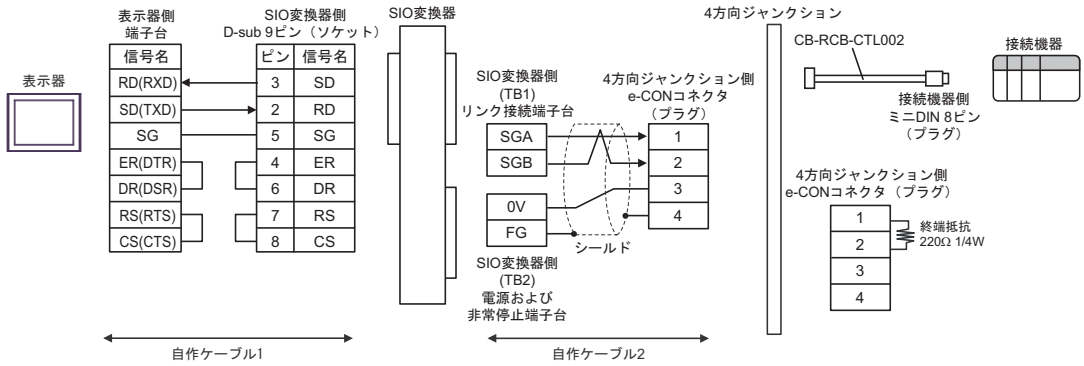 表示器
表示器側
端子台
信号名
RD(RXD)
SD(TXD)
SG
ER(DTR)
DR(DSR)
RS(RTS)
CS(CTS)
SIO変換器側
D-sub 9ピン（ソケット）
ピン 信号名
3 SD
2 RD
5 SG
4 ER
6 DR
7 RS
8 CS
自作ケーブル1
SIO変換器
SIO変換器側
(TB1)
リンク接続端子台
SGA
SGB
0V
FG
SIO変換器側
(TB2)
電源および
非常停止端子台
シールド
4方向ジャンクション側
e-CONコネクタ
（プラグ）
1
2
3
4
自作ケーブル2
4方向ジャンクション
CB-RCB-CTL002
接続機器側
ミニDIN 8ピン
（プラグ）
接続機器
4方向ジャンクション側
e-CONコネクタ（プラグ）
1
2
3
4
終端抵抗
220Ω 1/4W